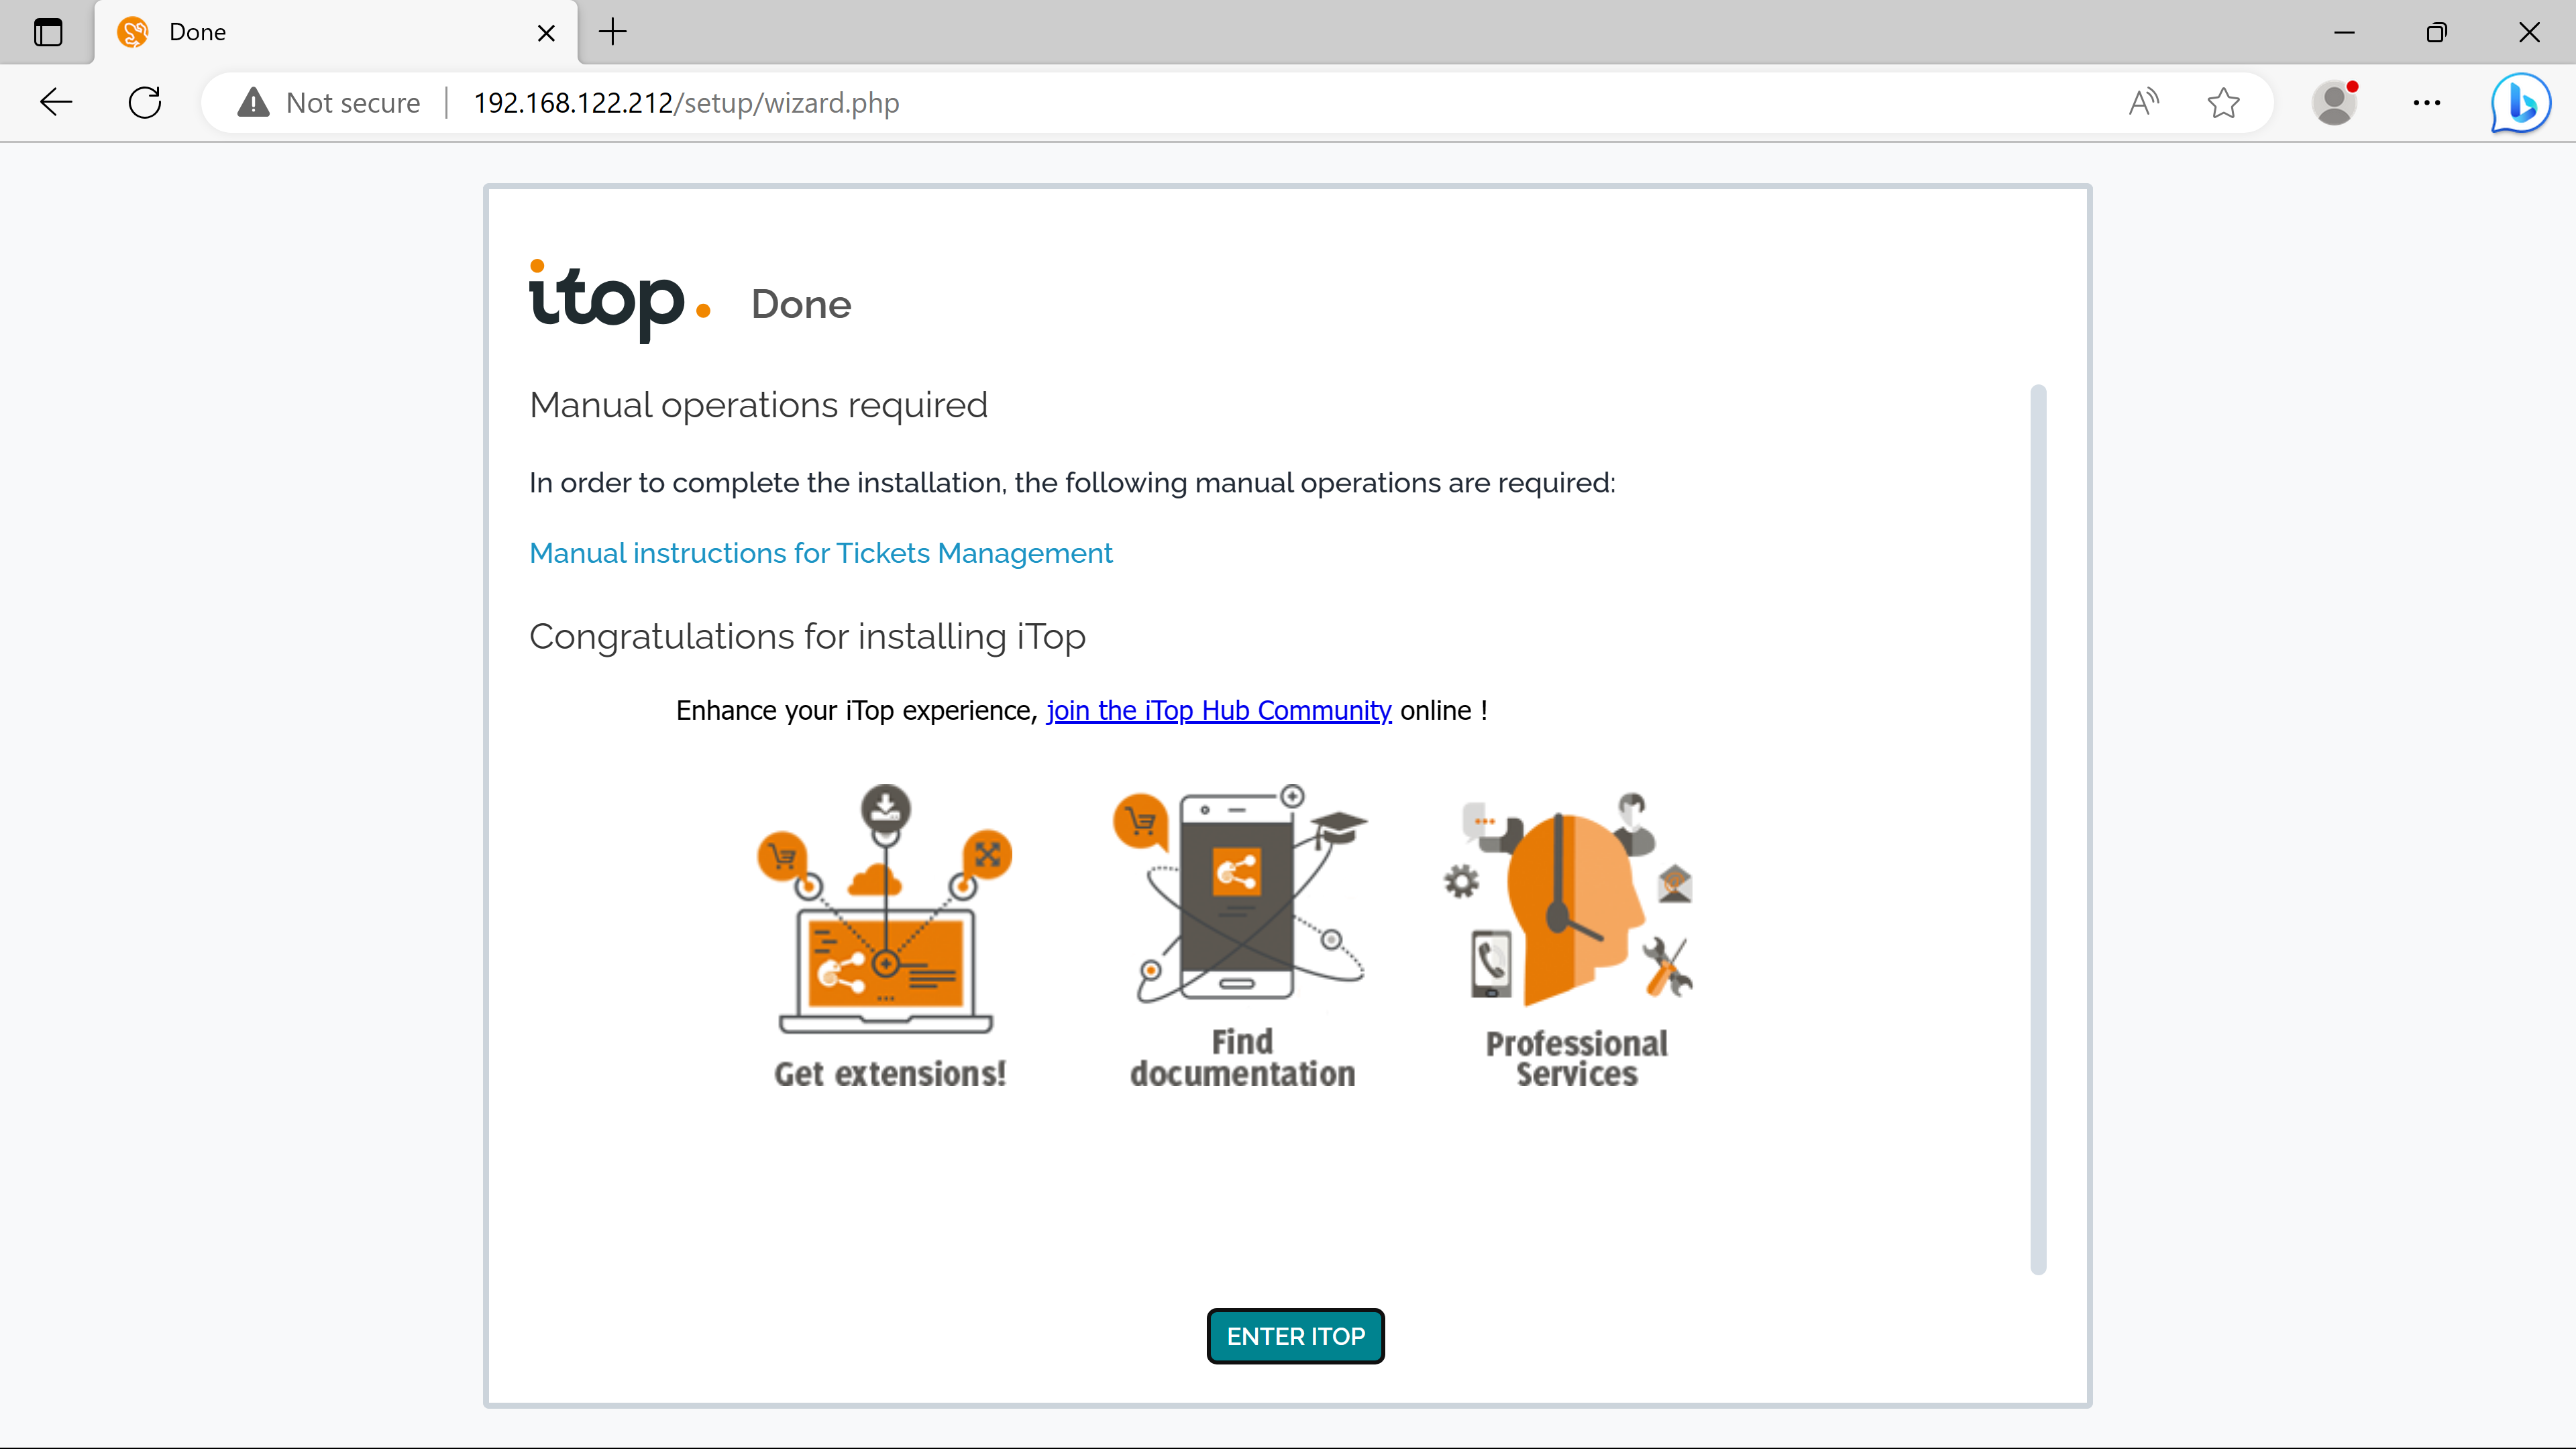 Done
Not secure
192.168.122.212/setup/wizard.php
itop.
Done
Manual operations required
In order to complete the installation, the following manual operations are required:
Manual instructions for Tickets Management
Congratulations for installing iTop
Enhance your iTop experience, join the iTop Hub Community online !
Get extensions!
Find
documentation
Professional
Services
ENTER ITOP